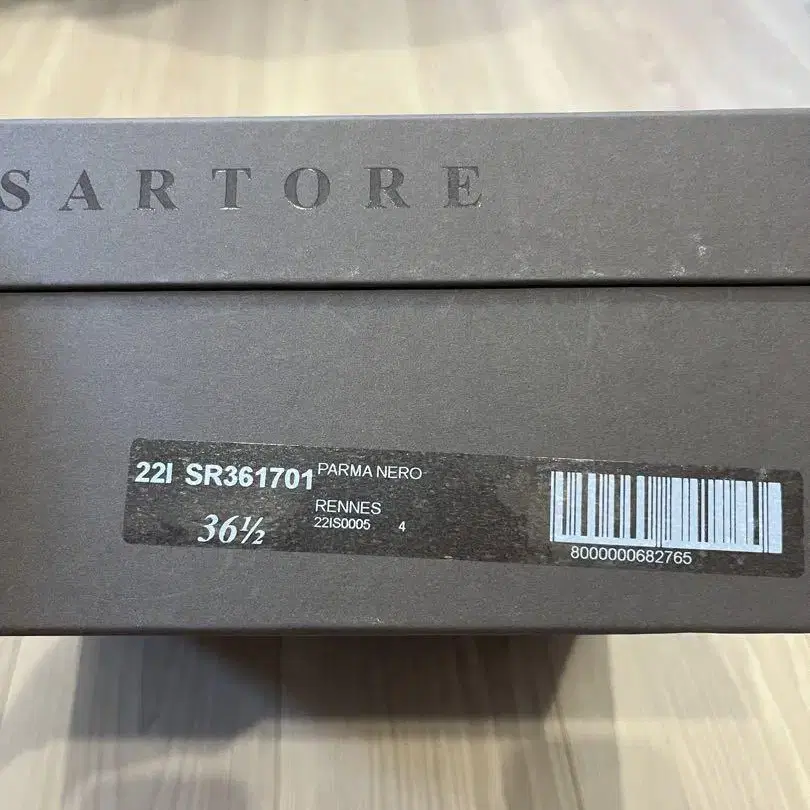 SARTORE
22I SR361701 PARMA NERO
RENNES
36½ 22IS0005 4
8000000682765